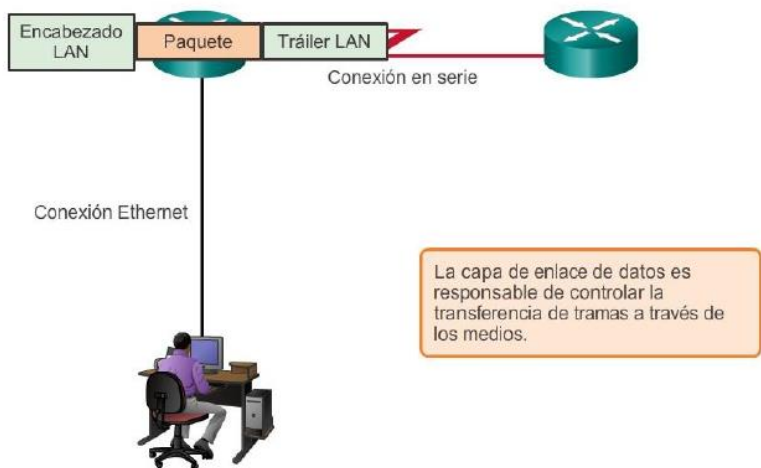 Encabezado
LAN
Paquete
Tráiler LAN
Conexión en serie
Conexión Ethernet
La capa de enlace de datos es
responsable de controlar la
transferencia de tramas a través de
los medios.